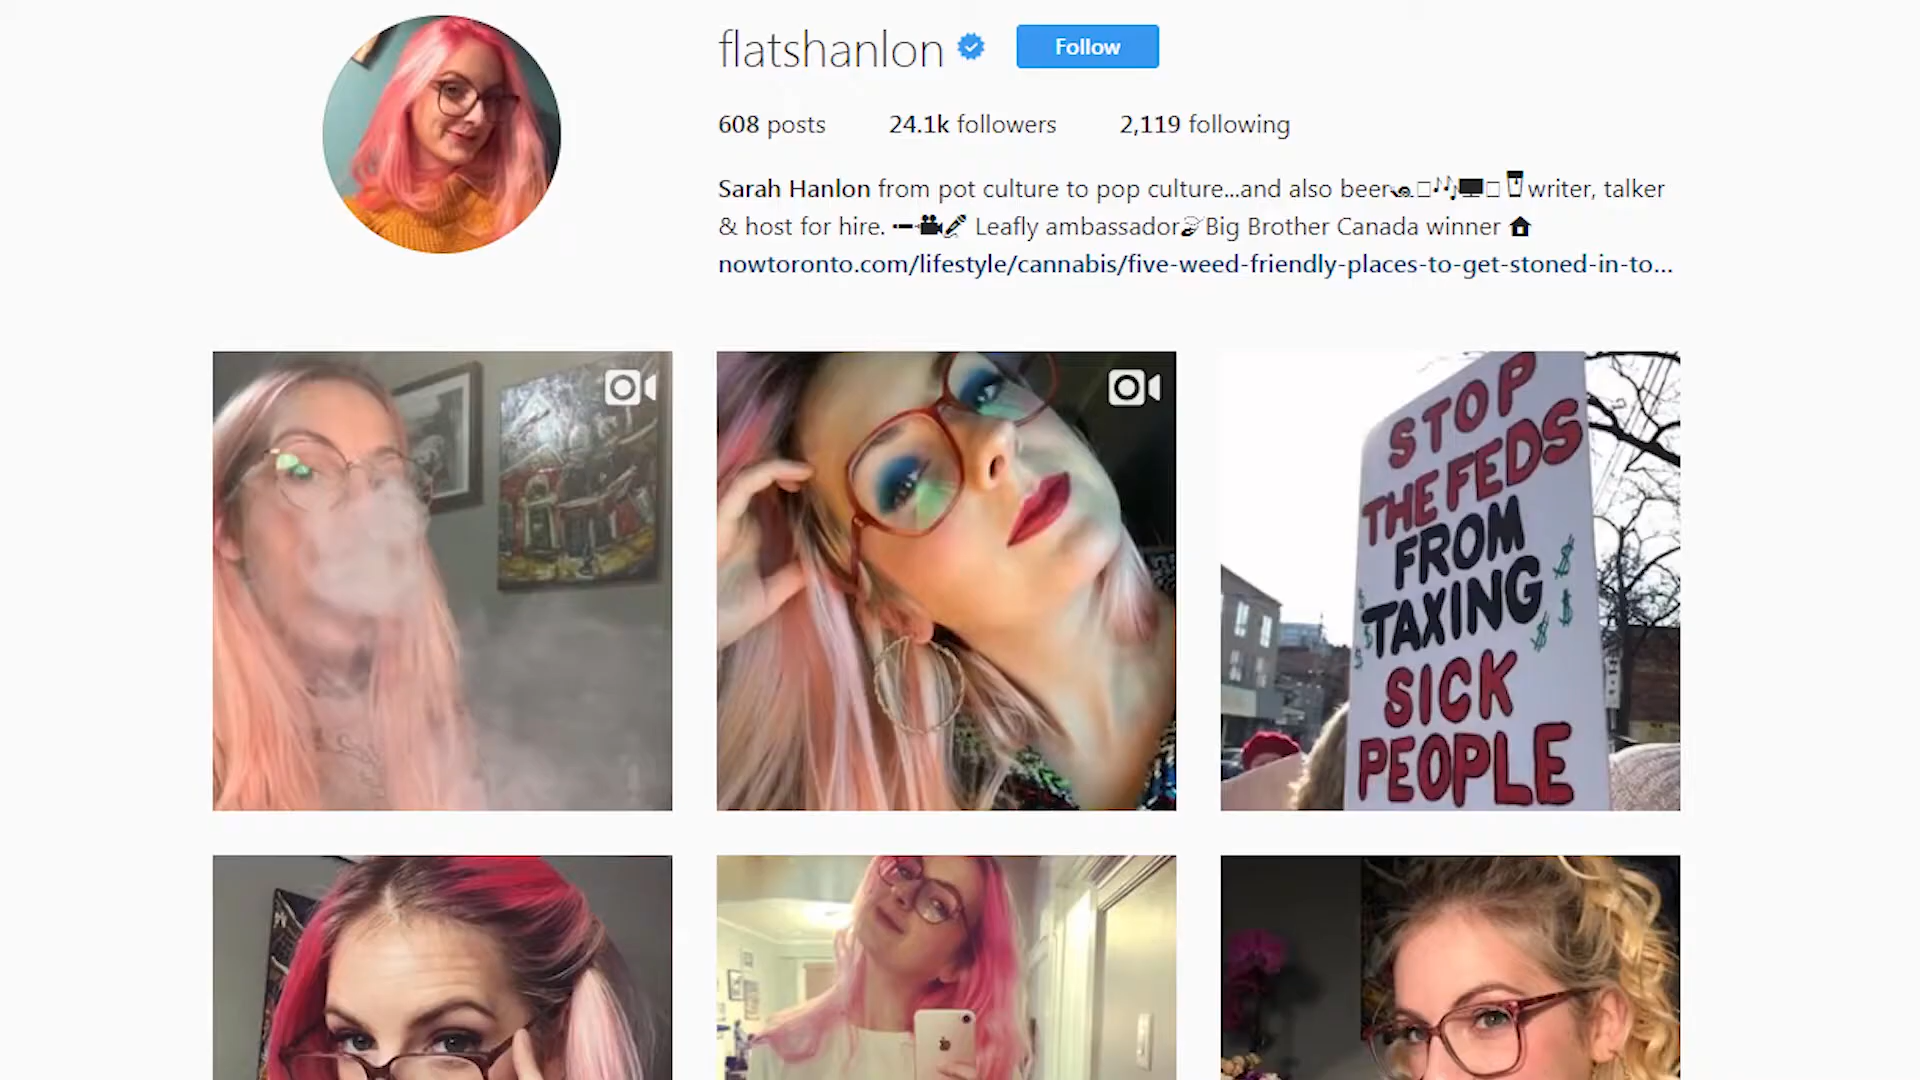 flatshanlon
Follow
608 posts 24.1k followers 2,119 following
Sarah Hanlon from pot culture to pop culture...and also beer writer, talker
& host for hire. Leafly ambassador Big Brother Canada winner
nowtoronto.com/lifestyle/cannabis/five-weed-friendly-places-to-get-stoned-in-to...
STOP
THE FEDS
FROM
TAXING
SICK
PEOPLE